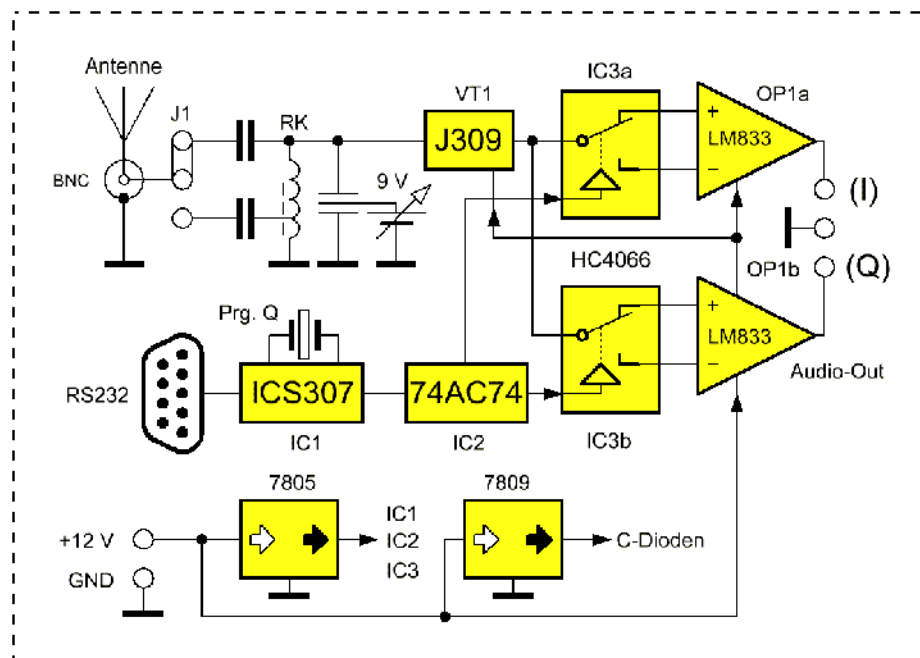 Antenne
J1
BNC
RK
9 V
VT1
J309
IC3a
OP1a
+
LM833
−
(I)
HC4066
OP1b
(Q)
+
LM833
−
Audio-Out
Prg. Q
RS232
ICS307
IC1
74AC74
IC2
IC3b
7805
7809
+12 V
GND
IC1
IC2
IC3
C-Dioden